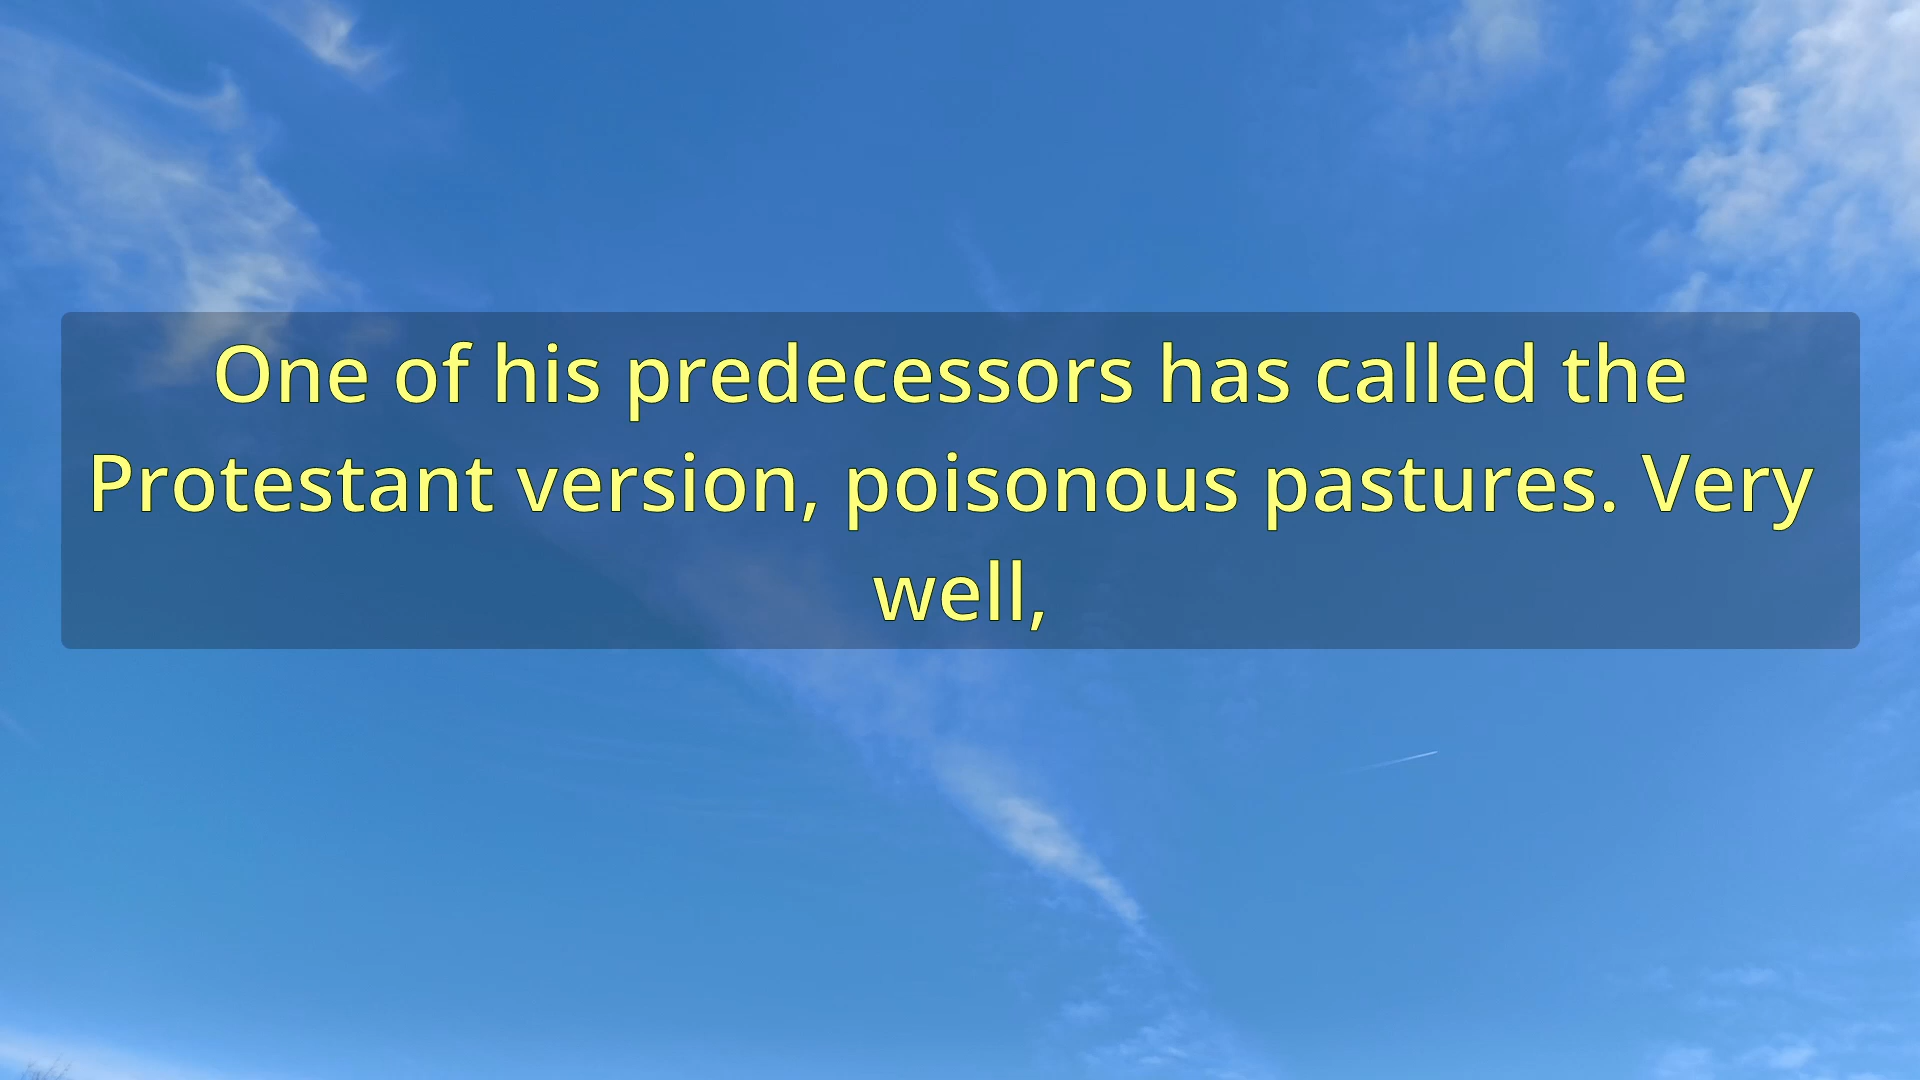 One of his predecessors has called the
Protestant version, poisonous pastures. Very
well,